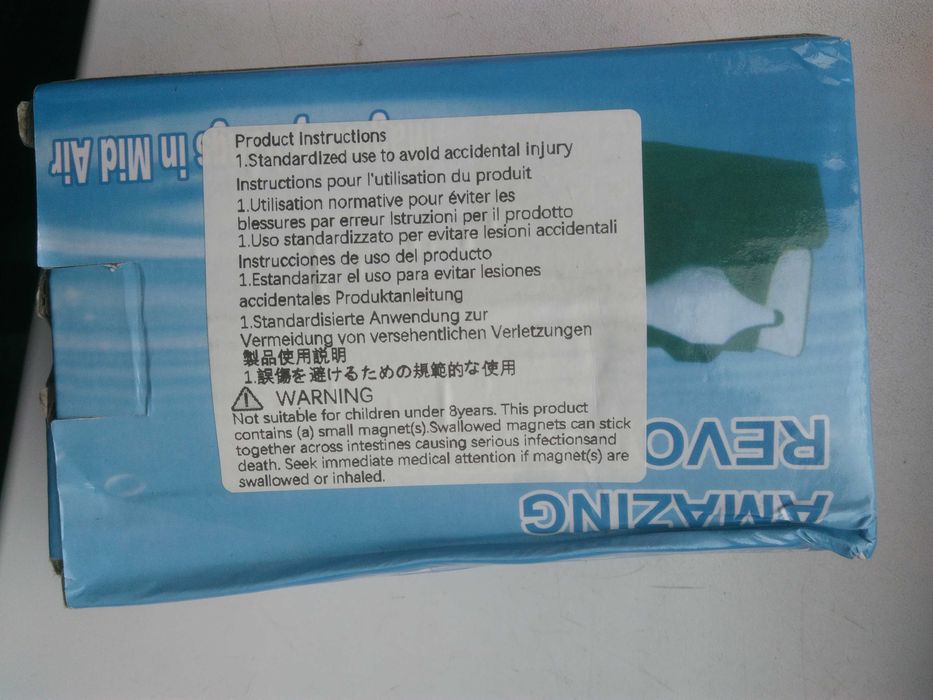 Product Instructions
1.Standardized use to avoid accidental injury
Instructions pour l'utilisation du produit
1.Utilisation normative pour éviter les
blessures par erreur Istruzioni per il prodotto
1.Uso standardizzato per evitare lesioni accidentali
Instrucciones de uso del producto
1.Estandarizar el uso para evitar lesiones
accidentales Produktanleitung
1.Standardisierte Anwendung zur
Vermeidung von versehentlichen Verletzungen
製品使用説明
1.誤傷を避けるための規範的な使用
WARNING
Not suitable for children under 8years. This product
contains (a) small magnet(s).Swallowed magnets can stick
together across intestines causing serious infectionsand
death. Seek immediate medical attention if magnet(s) are
swallowed or inhaled.
AMAZING
in Mid Air